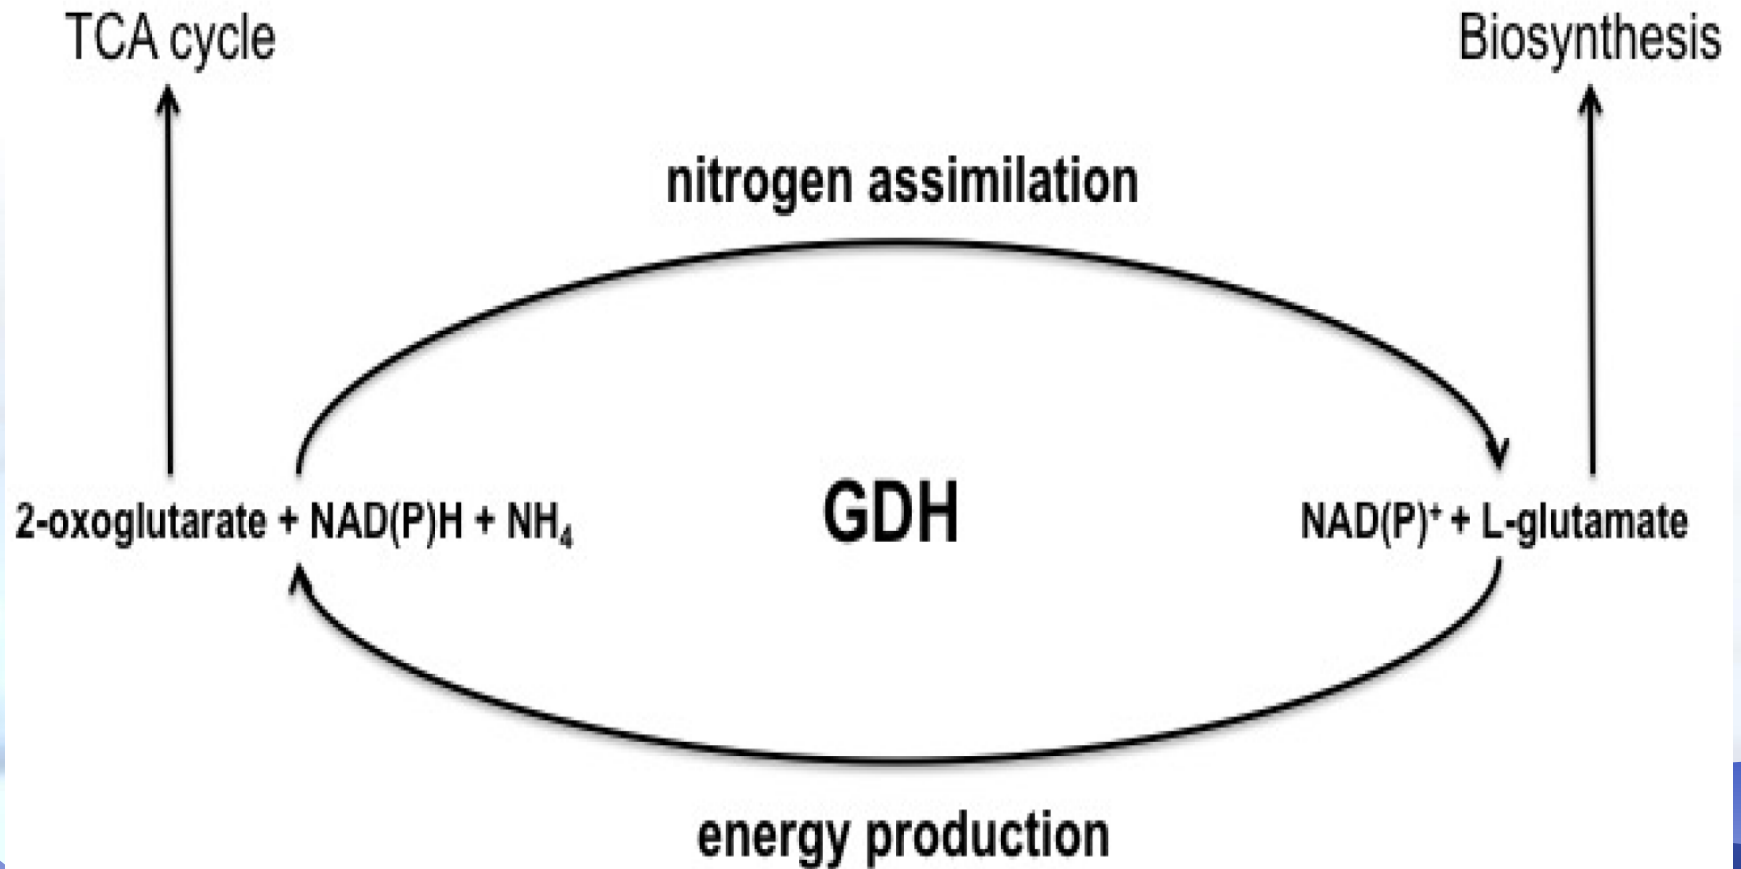 TCA cycle
Biosynthesis
nitrogen assimilation
2-oxoglutarate + NAD(P)H + NH₄
GDH
NAD(P)⁺ + L-glutamate
energy production